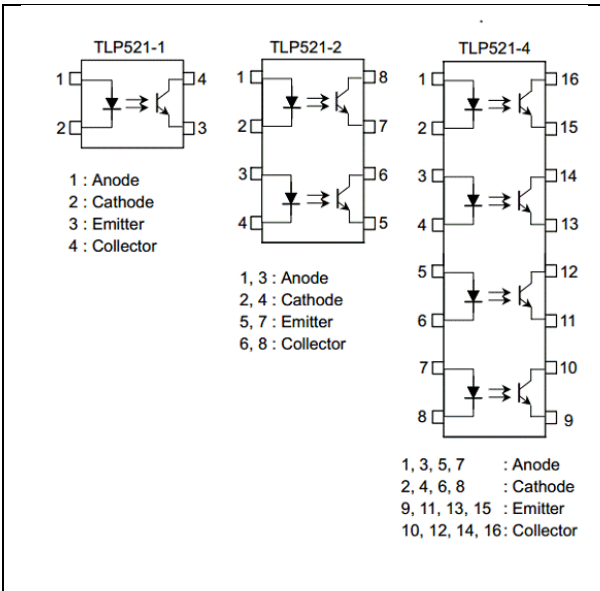 TLP521-1
1
4
2
3
1 : Anode
2 : Cathode
3 : Emitter
4 : Collector
TLP521-2
1
8
2
7
3
6
4
5
1, 3 : Anode
2, 4 : Cathode
5, 7 : Emitter
6, 8 : Collector
TLP521-4
1
16
2
15
3
14
4
13
5
12
6
11
7
10
8
9
1, 3, 5, 7 : Anode
2, 4, 6, 8 : Cathode
9, 11, 13, 15 : Emitter
10, 12, 14, 16: Collector